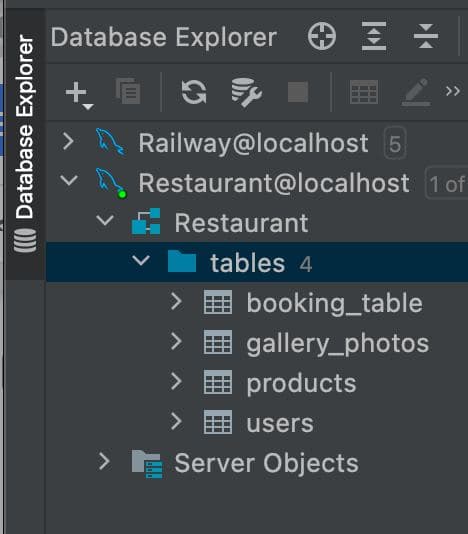 Database Explorer
Database Explorer
Railway@localhost 5
Restaurant@localhost 1 of
Restaurant
tables 4
booking_table
gallery_photos
products
users
Server Objects